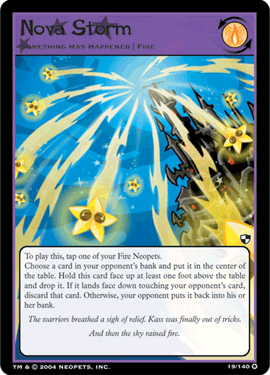 Nova Storm
Something Has Happened | Fire
To play this, tap one of your Fire Neopets.
Choose a card in your opponent's bank and put it in the center of
the table. Hold this card face up at least one foot above the table
and drop it. If it lands face down touching your opponent's card,
discard that card. Otherwise, your opponent puts it back into his or
her bank.
The warriors breathed a sigh of relief. Kass was finally out of tricks.
And then the sky rained fire.
TM & © 2004 NEOPETS, INC.
19/140